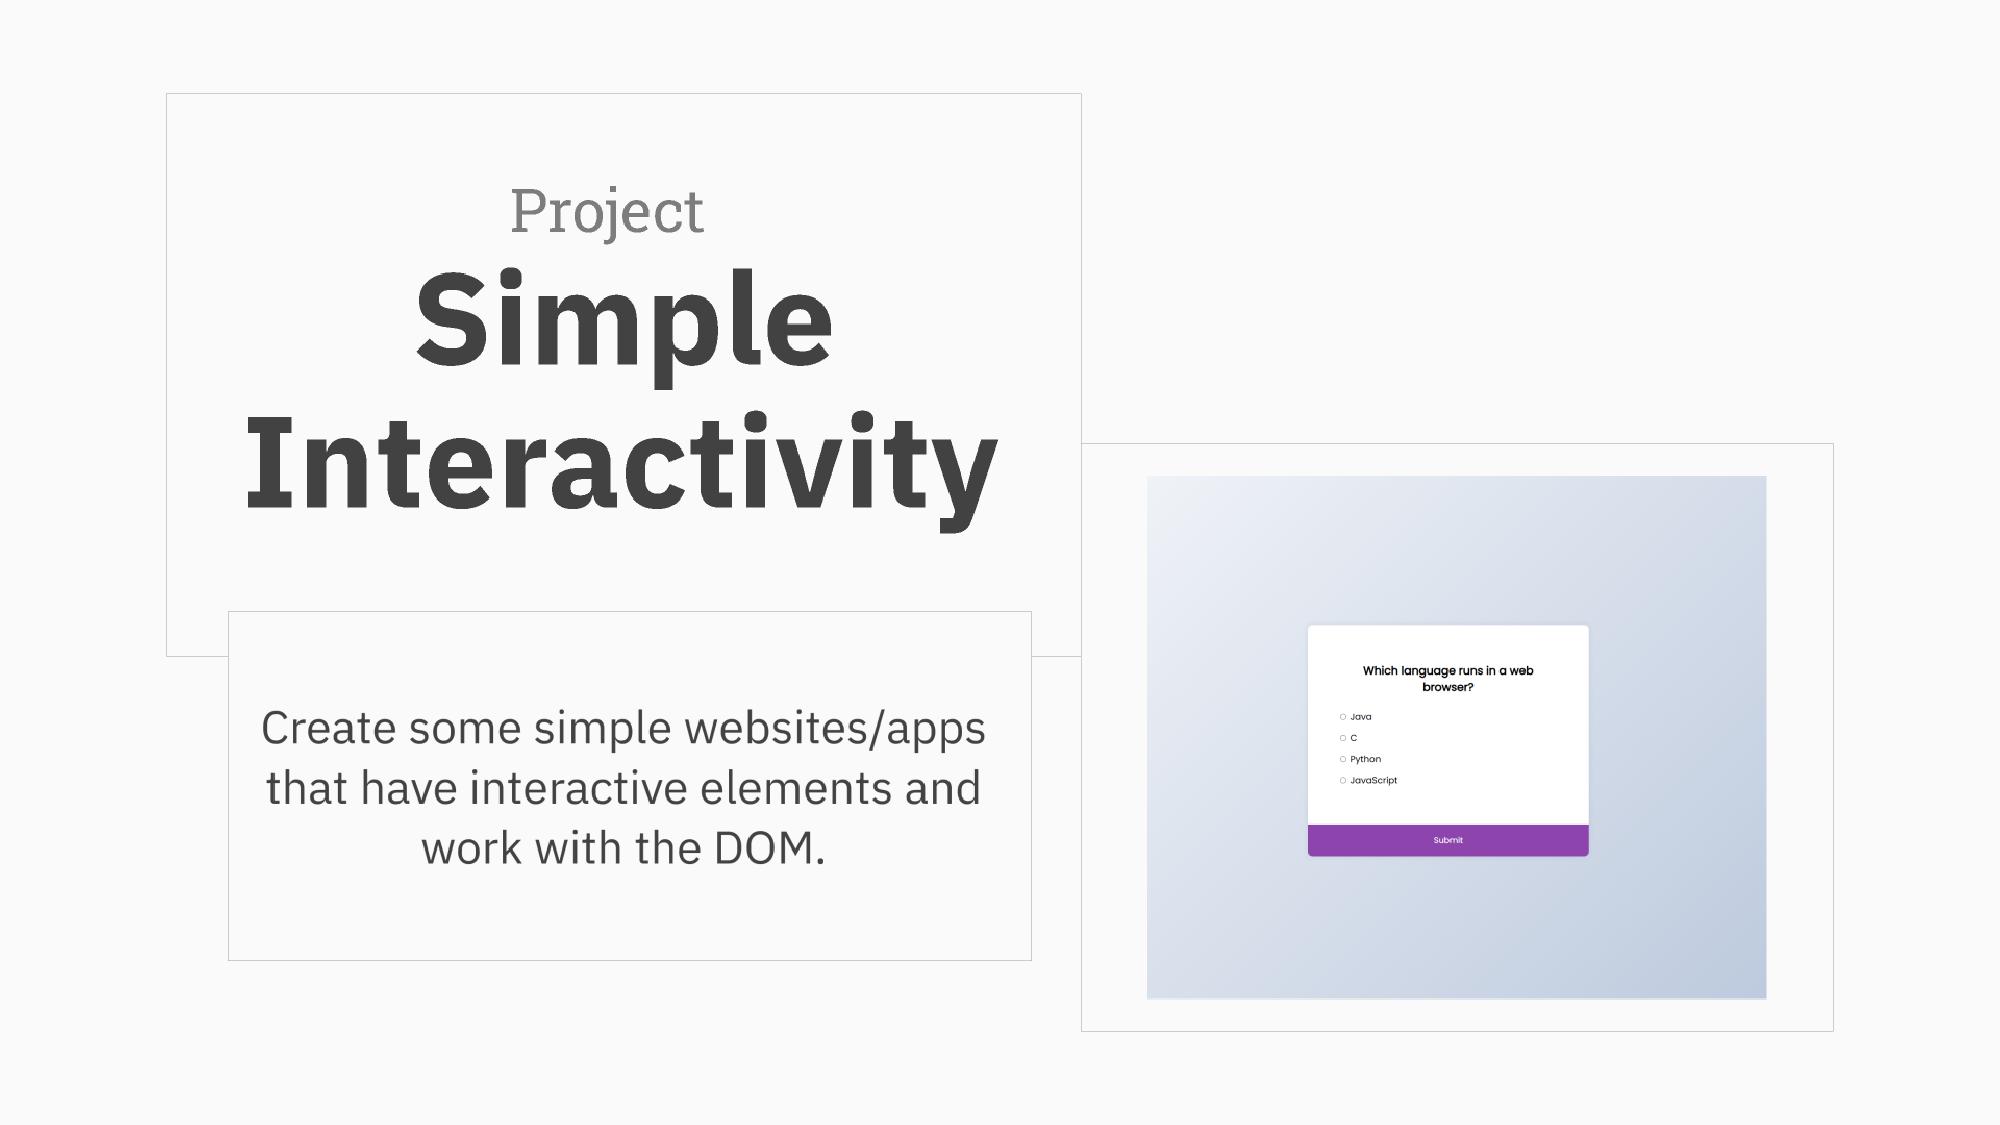 Project
Simple
Interactivity
Create some simple websites/apps
that have interactive elements and
work with the DOM.
Which language runs in a web
browser?
Java
C
Python
JavaScript
Submit